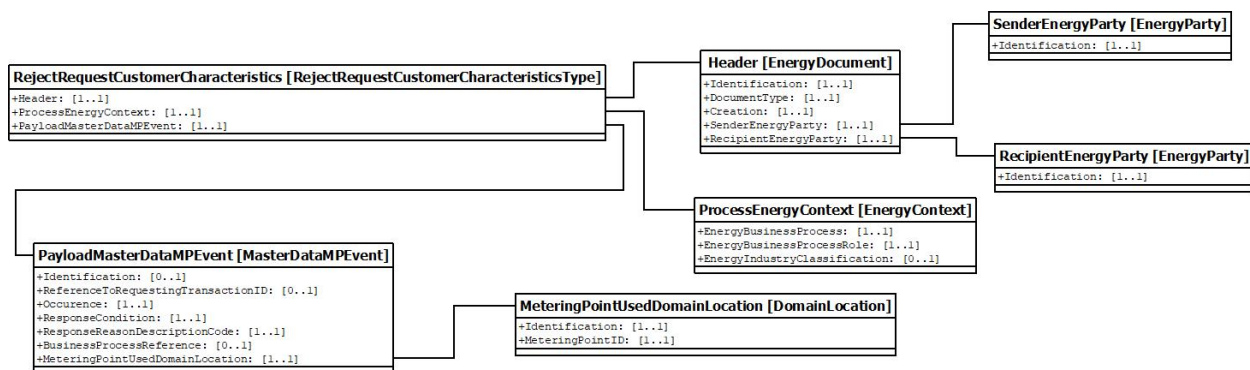 RejectRequestCustomerCharacteristics [RejectRequestCustomerCharacteristicsType]
+Header: [1..1]
+ProcessEnergyContext: [1..1]
+PayloadMasterDataMPEvent: [1..1]
Header [EnergyDocument]
+Identification: [1..1]
+DocumentType: [1..1]
+Creation: [1..1]
+SenderEnergyParty: [1..1]
+RecipientEnergyParty: [1..1]
SenderEnergyParty [EnergyParty]
+Identification: [1..1]
RecipientEnergyParty [EnergyParty]
+Identification: [1..1]
ProcessEnergyContext [EnergyContext]
+EnergyBusinessProcess: [1..1]
+EnergyBusinessProcessRole: [1..1]
+EnergyIndustryClassification: [0..1]
PayloadMasterDataMPEvent [MasterDataMPEvent]
+Identification: [0..1]
+ReferenceToRequestingTransactionID: [0..1]
+Occurence: [1..1]
+ResponseCondition: [1..1]
+ResponseReasonDescriptionCode: [1..1]
+BusinessProcessReference: [0..1]
+MeteringPointUsedDomainLocation: [1..1]
MeteringPointUsedDomainLocation [DomainLocation]
+Identification: [1..1]
+MeteringPointID: [1..1]